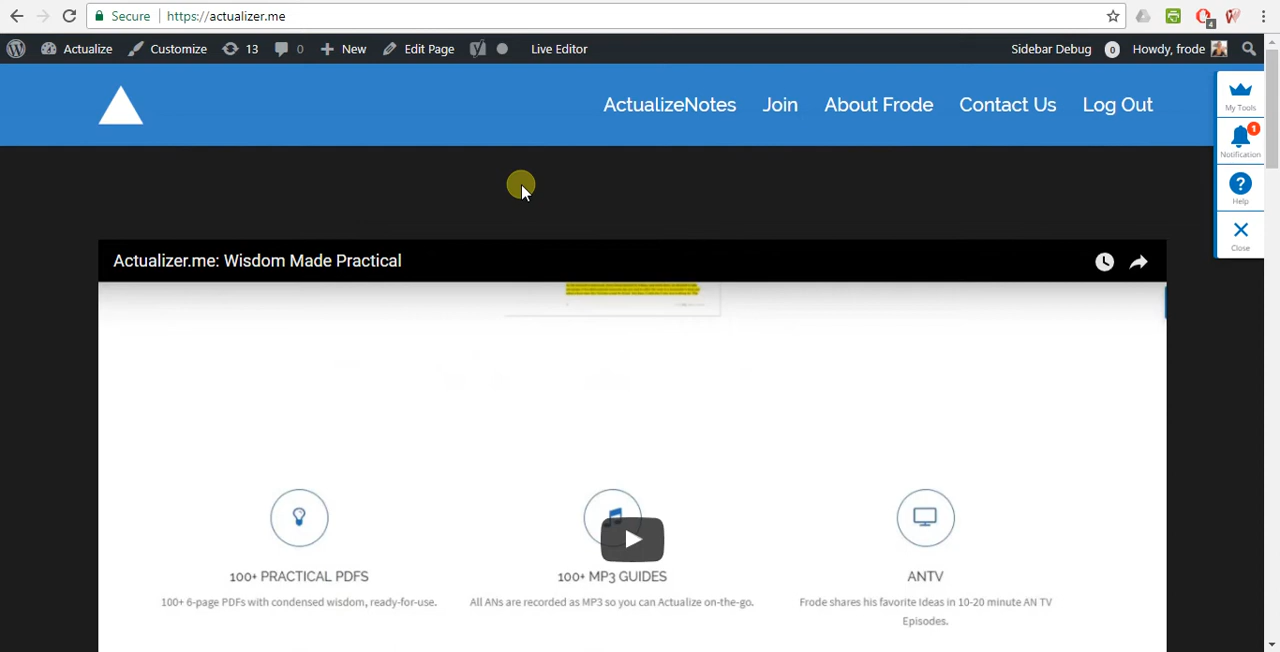 Secure https://actualizer.me
4
Actualize Customize 13 0 New Edit Page Live Editor Sidebar Debug 0 Howdy, frode
ActualizeNotes Join About Frode Contact Us Log Out
My Tools
1
Notification
Help
Close
Actualizer.me: Wisdom Made Practical
100+ PRACTICAL PDFS 100+ MP3 GUIDES ANTV
100+ 6-page PDFs with condensed wisdom, ready-for-use. All ANs are recorded as MP3 so you can Actualize on-the-go. Frode shares his favorite Ideas in 10-20 minute AN TV
Episodes.